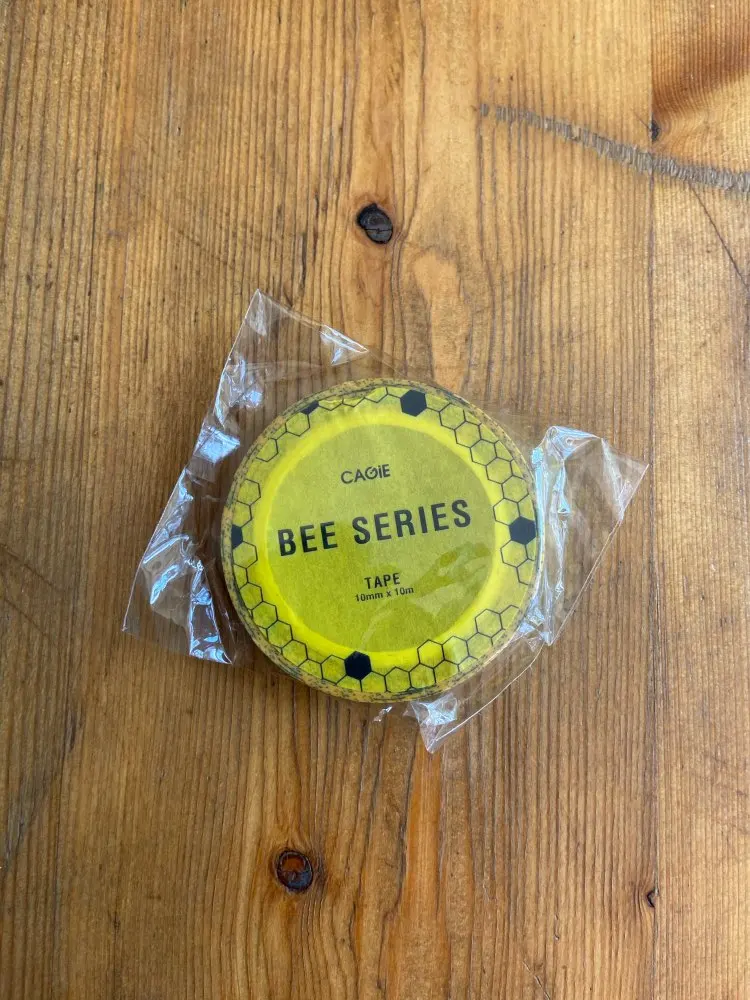 CAGiE
BEE SERIES
TAPE
10mm x 10m